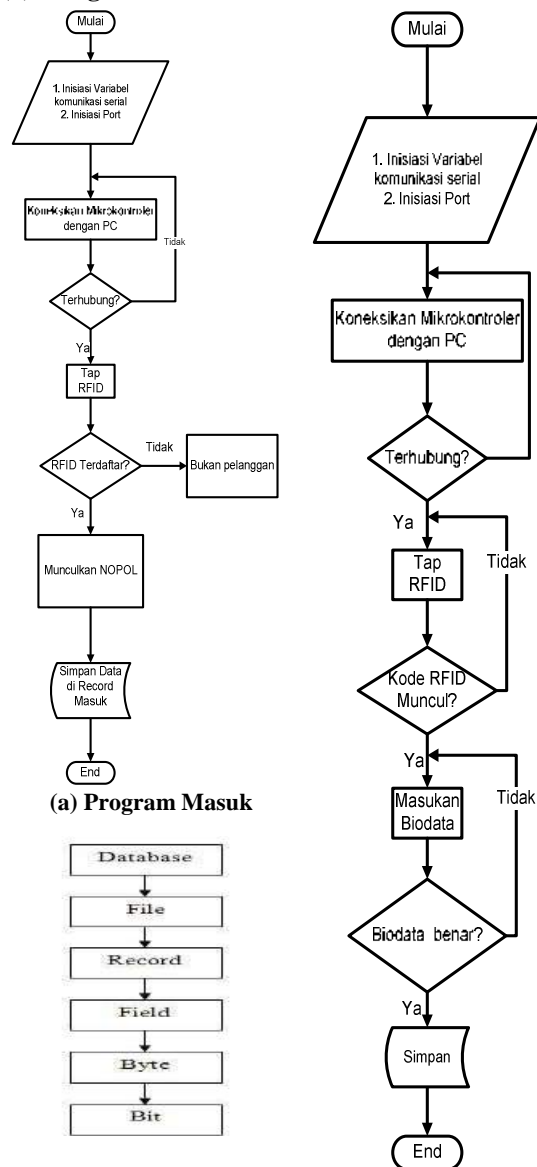 Mulai
1. Inisiasi Variabel
komunikasi serial
2. Inisiasi Port
Koneksikan Mikrokontroler
dengan PC
Tidak
Terhubung?
Ya
Tap
RFID
RFID Terdaftar?
Tidak
Bukan pelanggan
Ya
Munculkan NOPOL
Simpan Data
di Record
Masuk
End
(a) Program Masuk
Database
File
Record
Field
Byte
Bit
Mulai
1. Inisiasi Variabel
komunikasi serial
2. Inisiasi Port
Koneksikan Mikrokontroler
dengan PC
Terhubung?
Ya
Tap
RFID
Tidak
Kode RFID
Muncul?
Ya
Masukan
Biodata
Tidak
Biodata benar?
Ya
Simpan
End